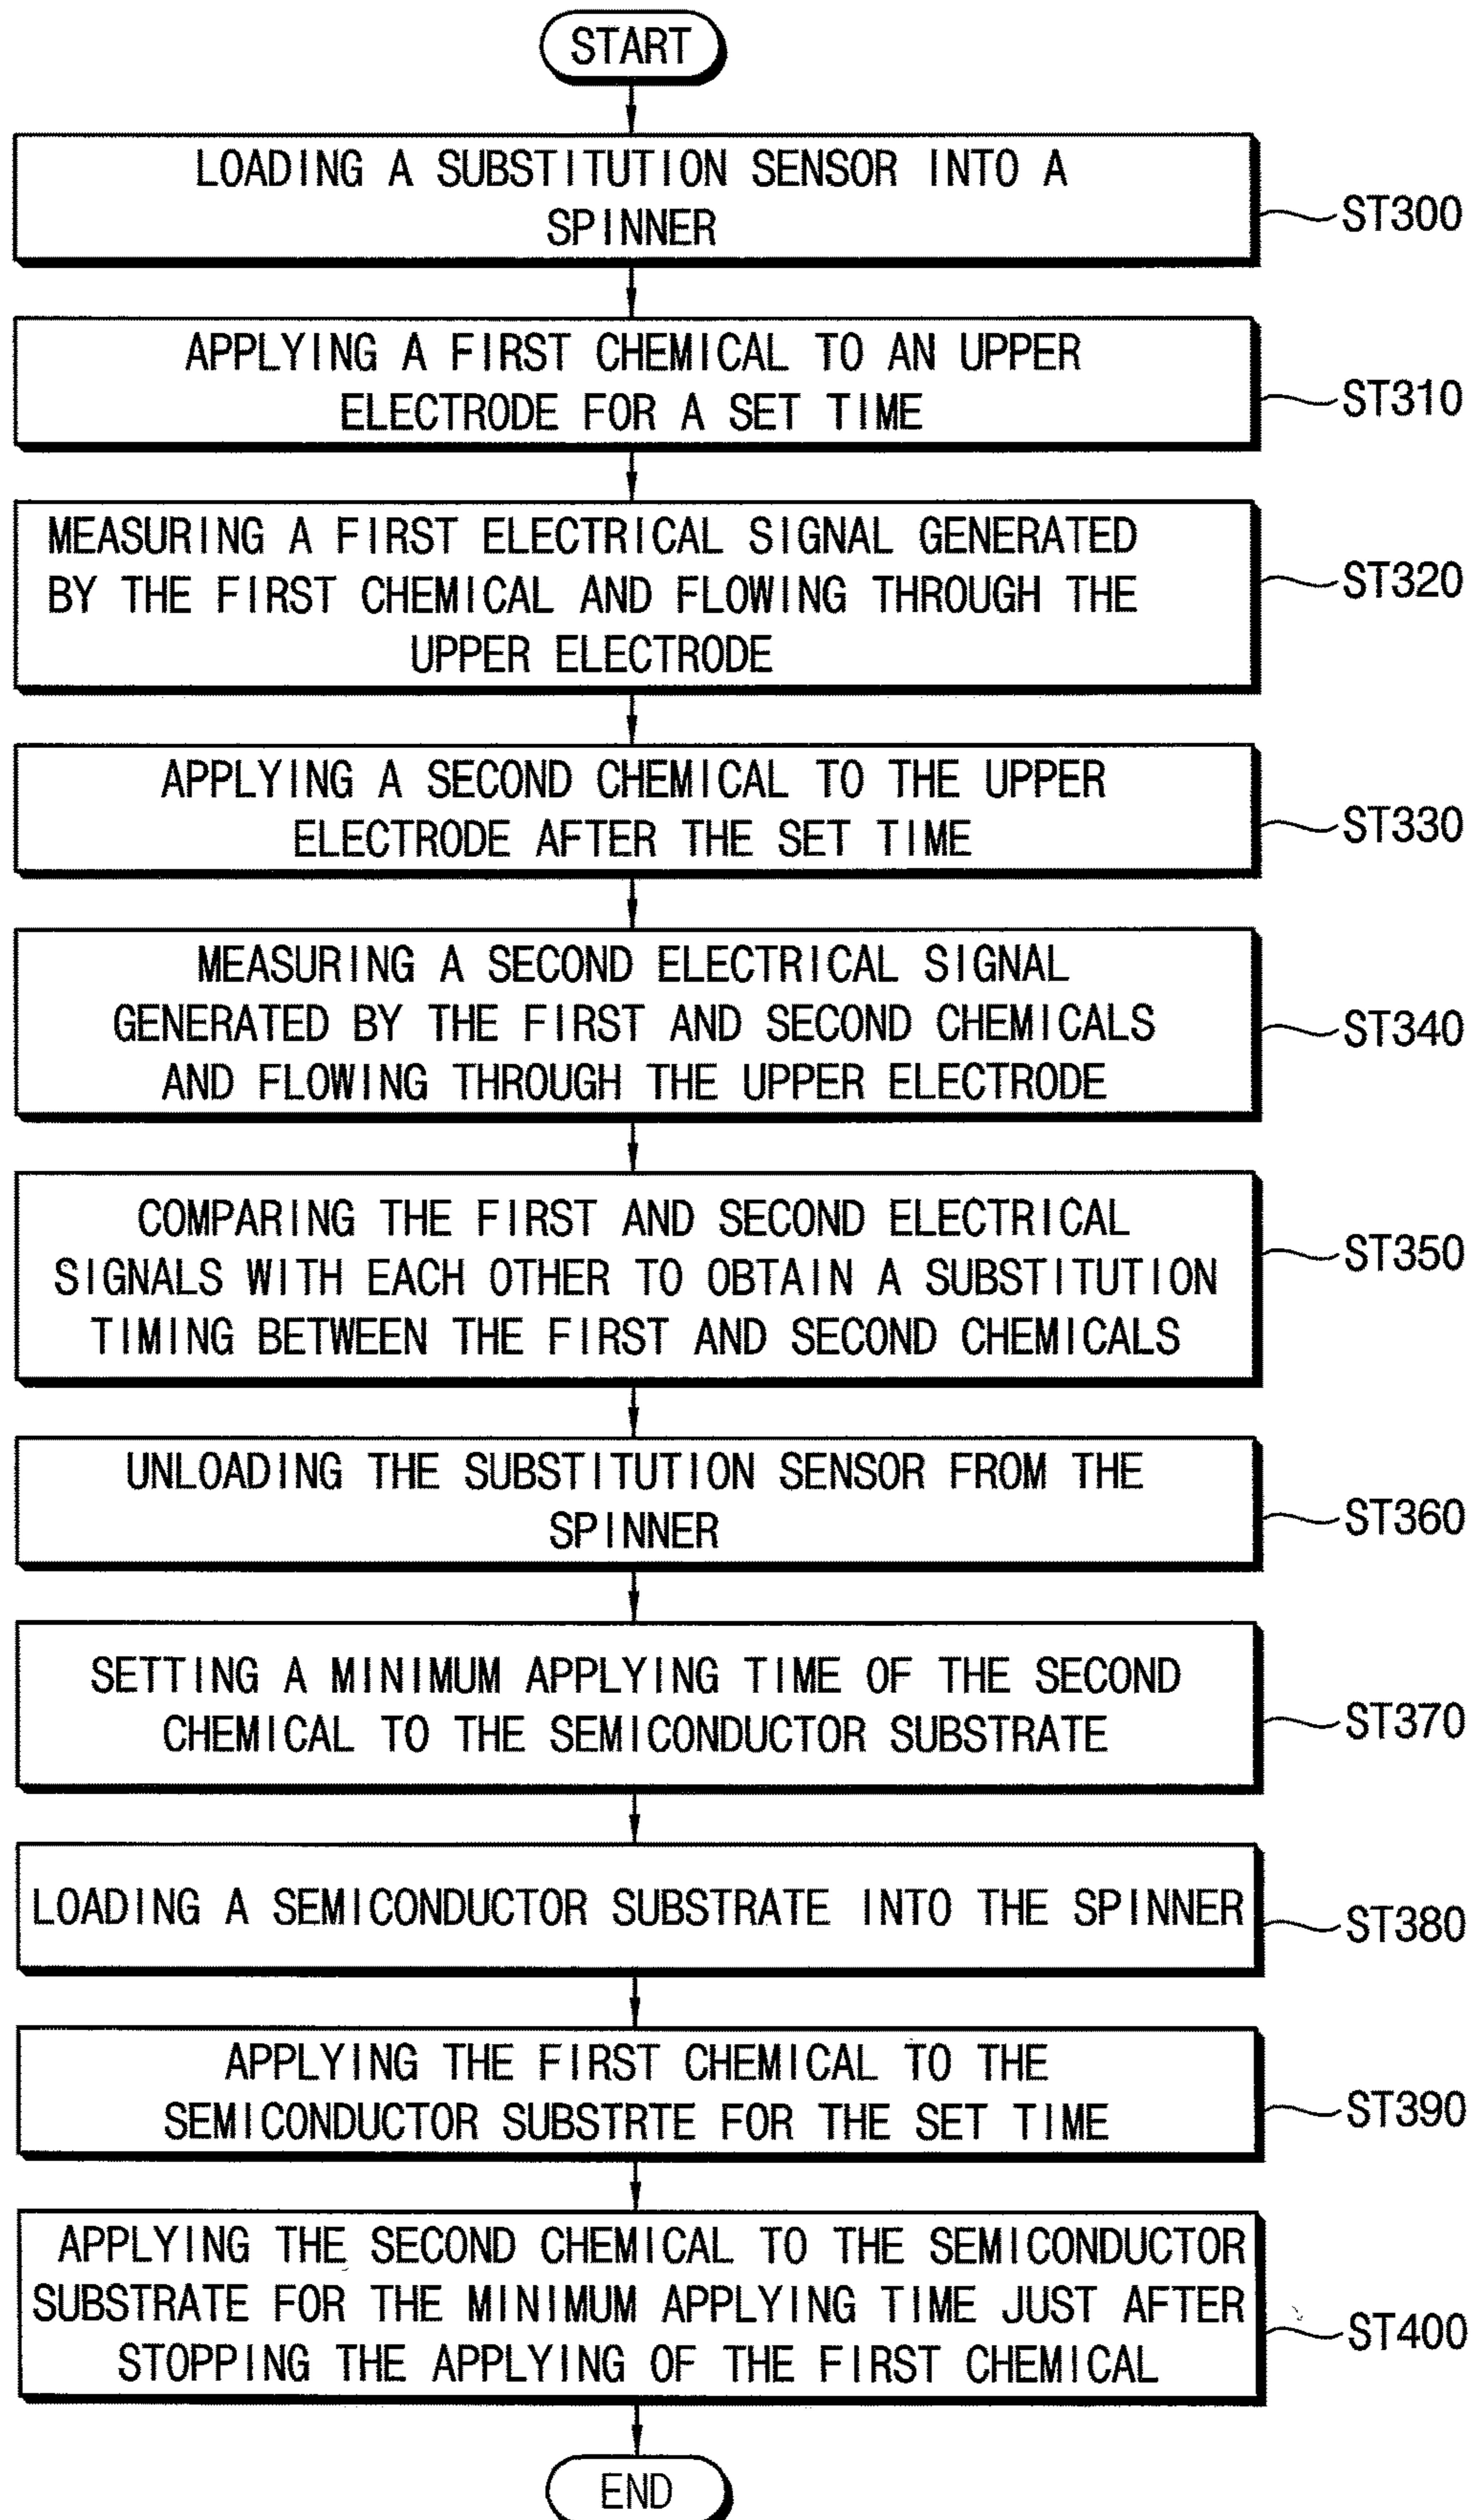 START
LOADING A SUBSTITUTION SENSOR INTO A
SPINNER
ST300
APPLYING A FIRST CHEMICAL TO AN UPPER
ELECTRODE FOR A SET TIME
ST310
MEASURING A FIRST ELECTRICAL SIGNAL GENERATED
BY THE FIRST CHEMICAL AND FLOWING THROUGH THE
UPPER ELECTRODE
ST320
APPLYING A SECOND CHEMICAL TO THE UPPER
ELECTRODE AFTER THE SET TIME
ST330
MEASURING A SECOND ELECTRICAL SIGNAL
GENERATED BY THE FIRST AND SECOND CHEMICALS
AND FLOWING THROUGH THE UPPER ELECTRODE
ST340
COMPARING THE FIRST AND SECOND ELECTRICAL
SIGNALS WITH EACH OTHER TO OBTAIN A SUBSTITUTION
TIMING BETWEEN THE FIRST AND SECOND CHEMICALS
ST350
UNLOADING THE SUBSTITUTION SENSOR FROM THE
SPINNER
ST360
SETTING A MINIMUM APPLYING TIME OF THE SECOND
CHEMICAL TO THE SEMICONDUCTOR SUBSTRATE
ST370
LOADING A SEMICONDUCTOR SUBSTRATE INTO THE SPINNER
ST380
APPLYING THE FIRST CHEMICAL TO THE
SEMICONDUCTOR SUBSTRTE FOR THE SET TIME
ST390
APPLYING THE SECOND CHEMICAL TO THE SEMICONDUCTOR
SUBSTRATE FOR THE MINIMUM APPLYING TIME JUST AFTER
STOPPING THE APPLYING OF THE FIRST CHEMICAL
ST400
END